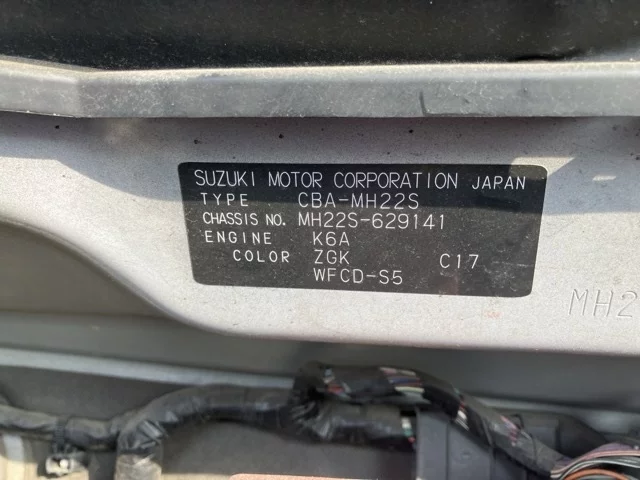 SUZUKI MOTOR CORPORATION JAPAN
TYPE CBA-MH22S
CHASSIS NO. MH22S-629141
ENGINE K6A
COLOR ZGK C17
WFCD-S5
MH2